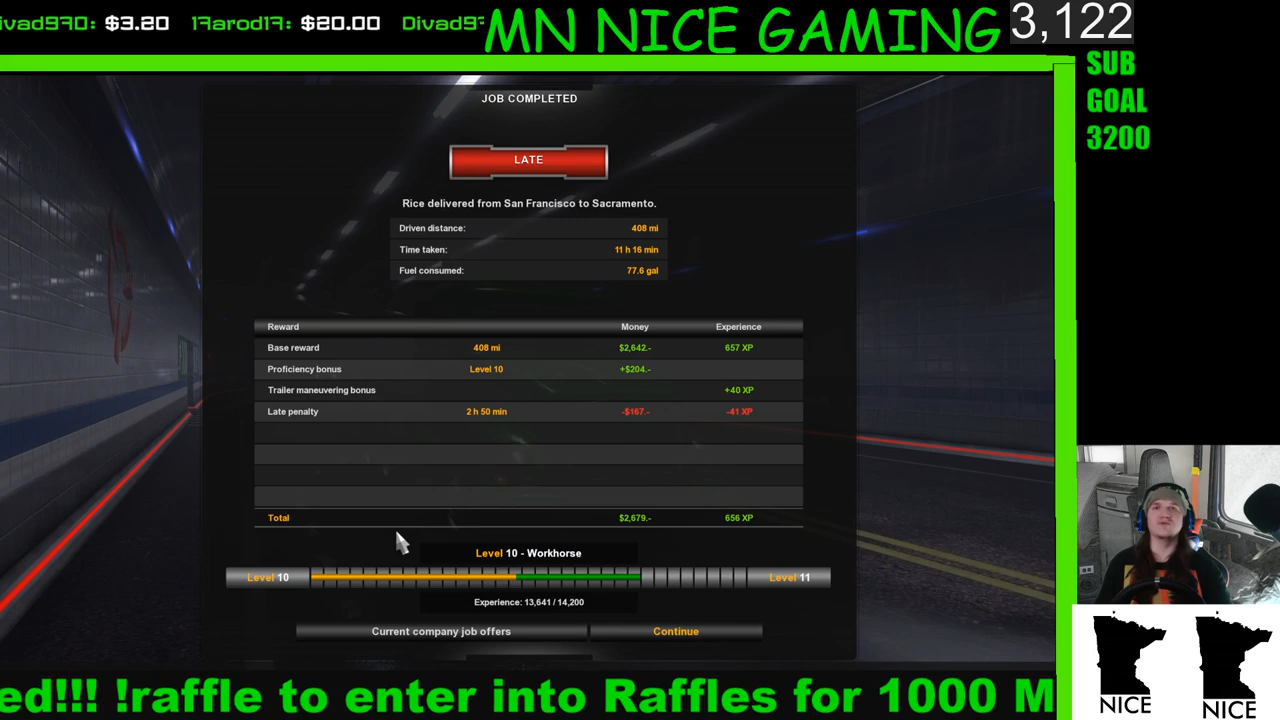 ivad970: $3.20 17arod17: $20.00 Divad9
MN NICE GAMING
3,122
SUB
GOAL
3200
JOB COMPLETED
LATE
Rice delivered from San Francisco to Sacramento.
Driven distance: 408 mi
Time taken: 11 h 16 min
Fuel consumed: 77.6 gal
Reward Money Experience
Base reward 408 mi $2,642.- 657 XP
Proficiency bonus Level 10 +$204.-
Trailer maneuvering bonus +40 XP
Late penalty 2 h 50 min -$167.- -41 XP
Total $2,679.- 656 XP
Level 10 - Workhorse
Level 10 Level 11
Experience: 13,641 / 14,200
Current company job offers Continue
ed!!! !raffle to enter into Raffles for 1000 M
NICE NICE